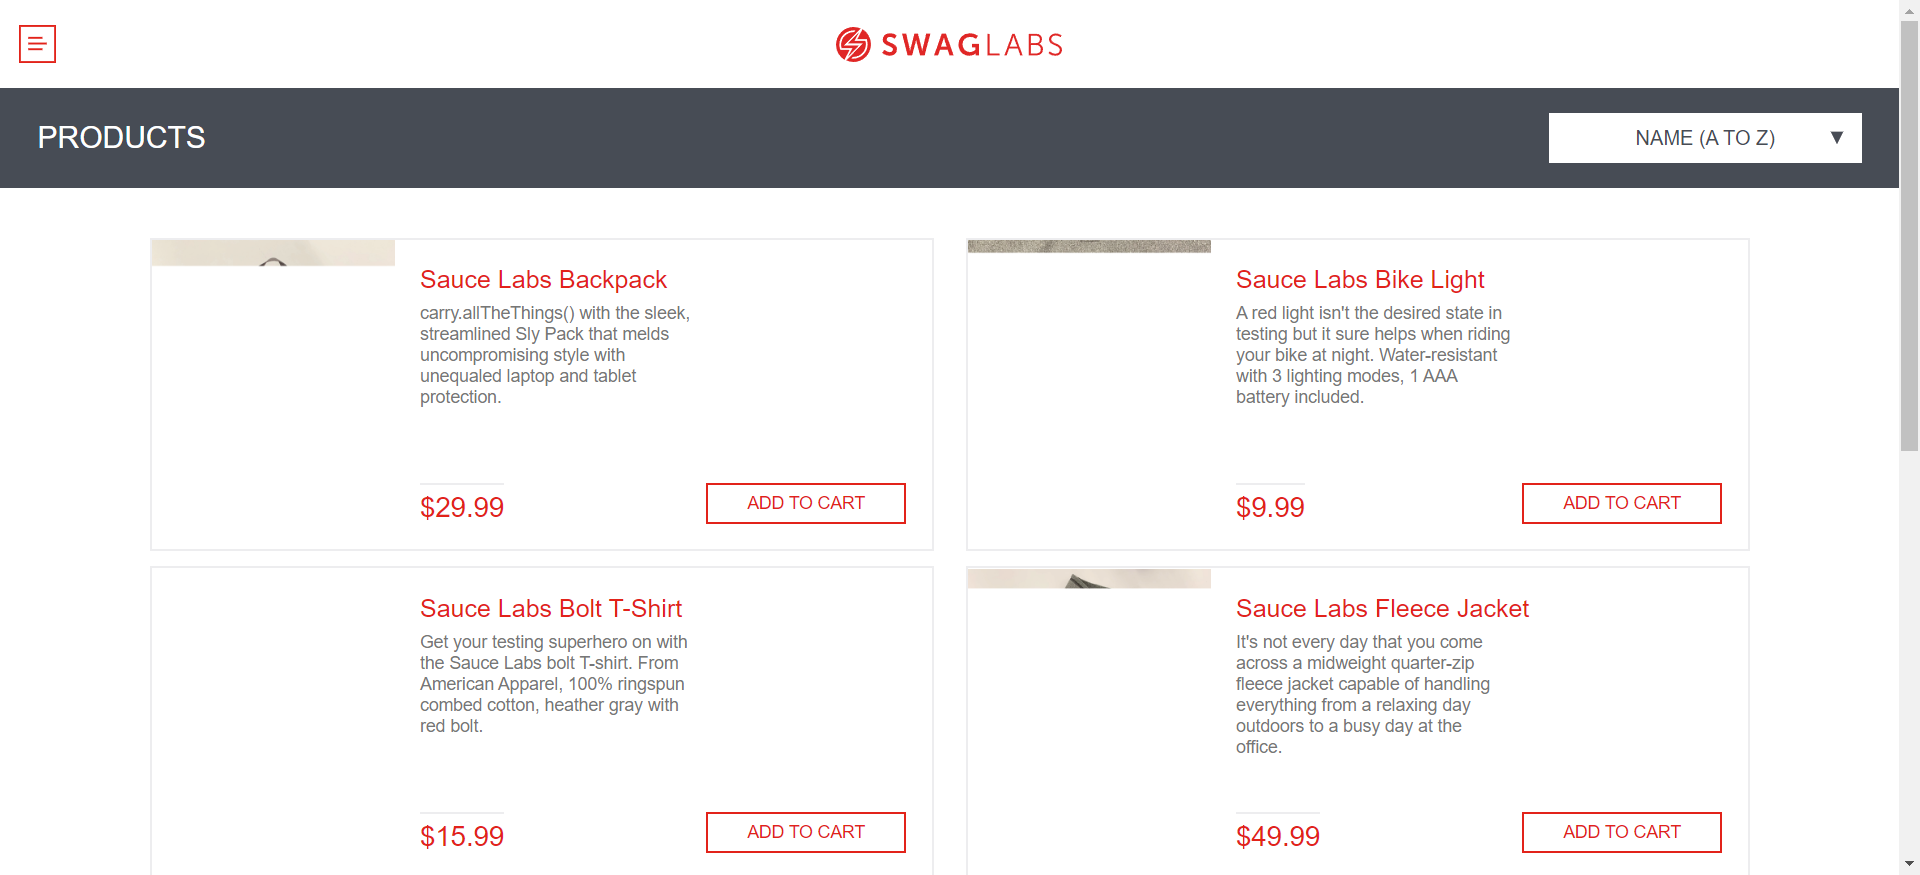 SWAGLABS
PRODUCTS
NAME (A TO Z) ▼
Sauce Labs Backpack
carry.allTheThings() with the sleek,
streamlined Sly Pack that melds
uncompromising style with
unequaled laptop and tablet
protection.
$29.99
ADD TO CART
Sauce Labs Bike Light
A red light isn't the desired state in
testing but it sure helps when riding
your bike at night. Water-resistant
with 3 lighting modes, 1 AAA
battery included.
$9.99
ADD TO CART
Sauce Labs Bolt T-Shirt
Get your testing superhero on with
the Sauce Labs bolt T-shirt. From
American Apparel, 100% ringspun
combed cotton, heather gray with
red bolt.
$15.99
ADD TO CART
Sauce Labs Fleece Jacket
It's not every day that you come
across a midweight quarter-zip
fleece jacket capable of handling
everything from a relaxing day
outdoors to a busy day at the
office.
$49.99
ADD TO CART